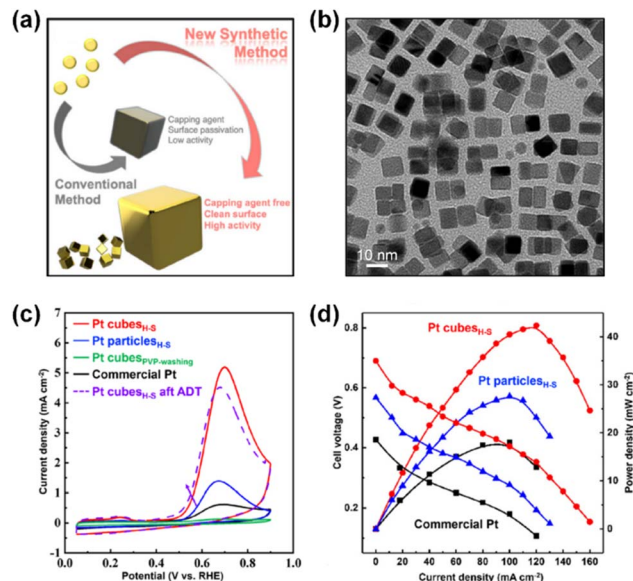 (a)
New Synthetic
Method
Capping agent
Surface passivation
Low activity
Conventional
Method
Capping agent free
Clean surface
High activity
(b)
10 nm
(c)
Pt cubesH-S
Pt particlesH-S
Pt cubesPVP-washing
Commercial Pt
Pt cubesH-S aft ADT
Current density (mA cm-2)
7
6
5
4
3
2
1
0
-1
0.0 0.2 0.4 0.6 0.8 1.0
Potential (V vs. RHE)
(d)
Pt cubesH-S
Pt particlesH-S
Commercial Pt
Cell voltage (V)
0.8
0.6
0.4
0.2
Power density (mW cm-2)
40
30
20
10
0
0 20 40 60 80 100 120 140 160
Current density (mA cm-2)